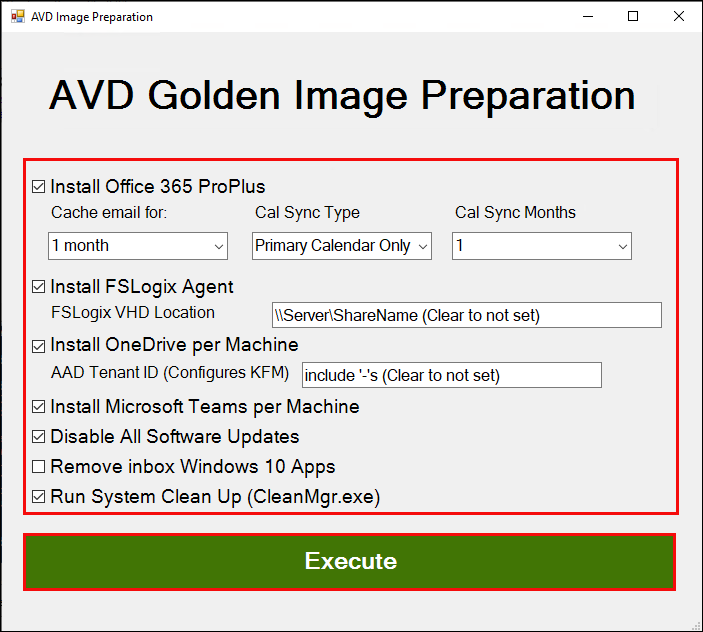 AVD Image Preparation
AVD Golden Image Preparation
Install Office 365 ProPlus
Cache email for: Cal Sync Type Cal Sync Months
1 month Primary Calendar Only 1
Install FSLogix Agent
FSLogix VHD Location \\Server\ShareName (Clear to not set)
Install OneDrive per Machine
AAD Tenant ID (Configures KFM) include '-'s (Clear to not set)
Install Microsoft Teams per Machine
Disable All Software Updates
Remove inbox Windows 10 Apps
Run System Clean Up (CleanMgr.exe)
Execute